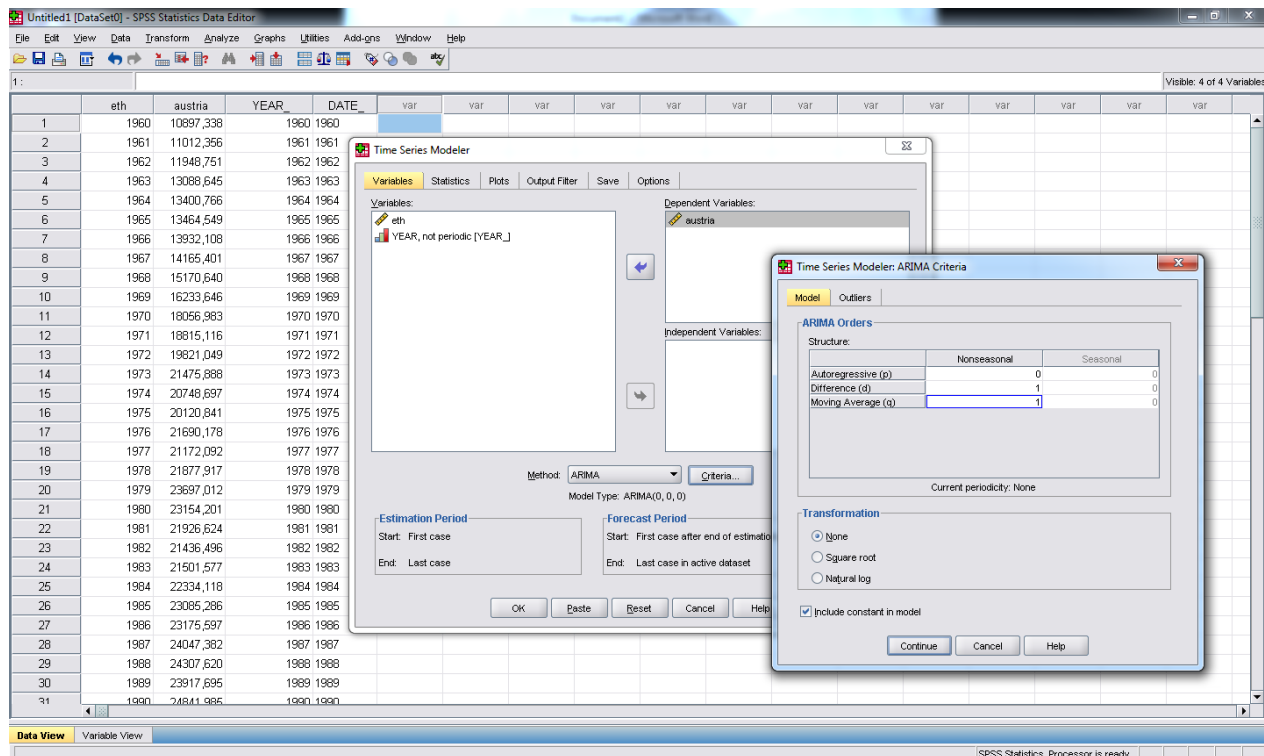 Untitled1 [DataSet0] - SPSS Statistics Data Editor
File Edit View Data Transform Analyze Graphs Utilities Add-ons Window Help
1 :
Visible: 4 of 4 Variables
eth austria YEAR_ DATE_ var var var var var var var var var var var var var
1 1960 10897,338 1960 1960
2 1961 11012,356 1961 1961
3 1962 11948,751 1962 1962
4 1963 13088,645 1963 1963
5 1964 13400,766 1964 1964
6 1965 13464,549 1965 1965
7 1966 13932,108 1966 1966
8 1967 14165,401 1967 1967
9 1968 15170,640 1968 1968
10 1969 16233,646 1969 1969
11 1970 18056,983 1970 1970
12 1971 18815,116 1971 1971
13 1972 19821,049 1972 1972
14 1973 21475,888 1973 1973
15 1974 20748,697 1974 1974
16 1975 20120,841 1975 1975
17 1976 21690,178 1976 1976
18 1977 21172,092 1977 1977
19 1978 21877,917 1978 1978
20 1979 23697,012 1979 1979
21 1980 23154,201 1980 1980
22 1981 21926,624 1981 1981
23 1982 21436,496 1982 1982
24 1983 21501,577 1983 1983
25 1984 22334,118 1984 1984
26 1985 23085,286 1985 1985
27 1986 23175,597 1986 1986
28 1987 24047,382 1987 1987
29 1988 24307,620 1988 1988
30 1989 23917,695 1989 1989
31 1990 24841,985 1990 1990
Time Series Modeler
Variables Statistics Plots Output Filter Save Options
Variables:
eth
YEAR, not periodic [YEAR_]
Dependent Variables:
austria
Independent Variables:
Method: ARIMA Criteria...
Model Type: ARIMA(0, 0, 0)
Estimation Period
Start: First case
End: Last case
Forecast Period
Start: First case after end of estimatio
End: Last case in active dataset
OK Paste Reset Cancel Help
Time Series Modeler: ARIMA Criteria
Model Outliers
ARIMA Orders
Structure:
Nonseasonal Seasonal
Autoregressive (p) 0 0
Difference (d) 1 0
Moving Average (q) 1 0
Current periodicity: None
Transformation
None
Square root
Natural log
Include constant in model
Continue Cancel Help
Data View Variable View
SPSS Statistics Processor is ready